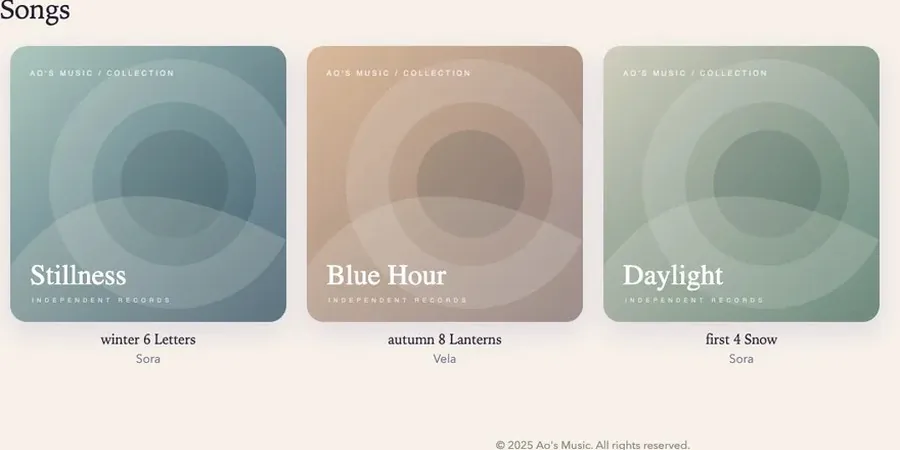 Songs
AO'S MUSIC / COLLECTION
Stillness
INDEPENDENT RECORDS
winter 6 Letters
Sora
AO'S MUSIC / COLLECTION
Blue Hour
INDEPENDENT RECORDS
autumn 8 Lanterns
Vela
AO'S MUSIC / COLLECTION
Daylight
INDEPENDENT RECORDS
first 4 Snow
Sora
© 2025 Ao's Music. All rights reserved.